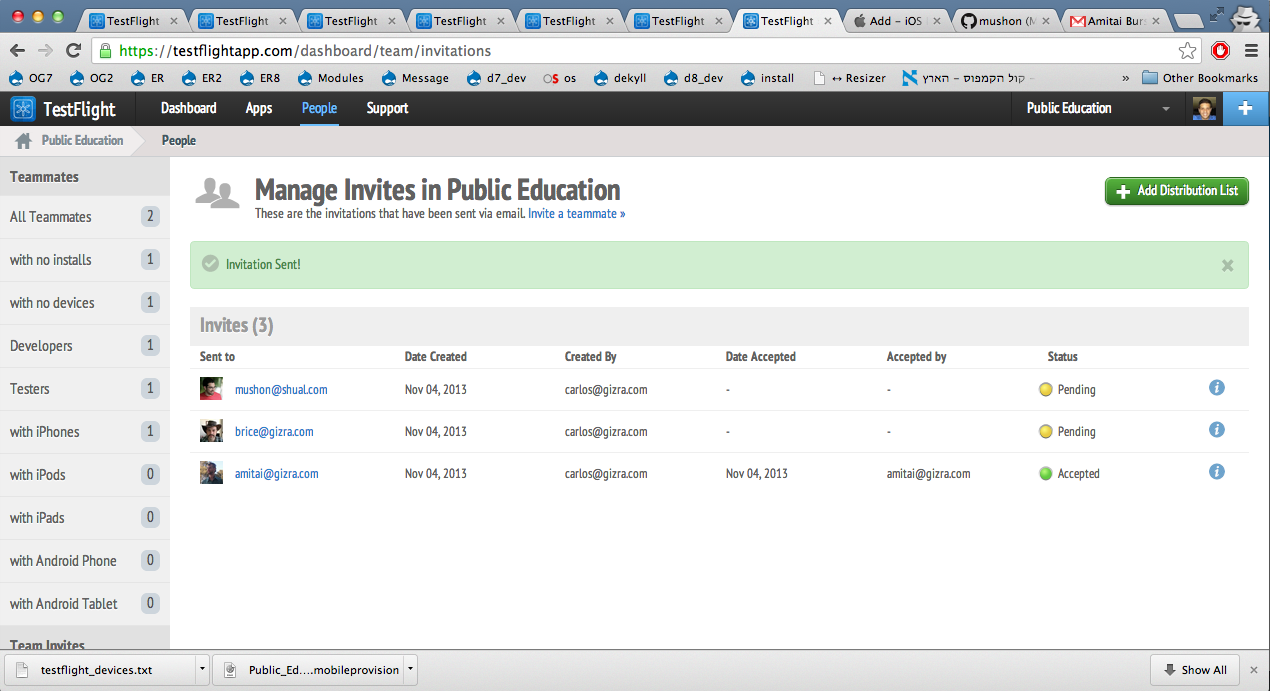 TestFlight TestFlight TestFlight TestFlight TestFlight TestFlight TestFlight Add - iOS mushon (M Amitai Burs
https://testflightapp.com/dashboard/team/invitations
OG7 OG2 ER ER2 ER8 Modules Message d7_dev OS os dekyll d8_dev install ↔ Resizer קול הקמפוס - הארץ » Other Bookmarks
TestFlight Dashboard Apps People Support Public Education +
Public Education People
Teammates
All Teammates 2
with no installs 1
with no devices 1
Developers 1
Testers 1
with iPhones 1
with iPods 0
with iPads 0
with Android Phone 0
with Android Tablet 0
Team Invites
Manage Invites in Public Education
These are the invitations that have been sent via email. Invite a teammate »
+ Add Distribution List
Invitation Sent!
Invites (3)
Sent to Date Created Created By Date Accepted Accepted by Status
mushon@shual.com Nov 04, 2013 carlos@gizra.com - - Pending
brice@gizra.com Nov 04, 2013 carlos@gizra.com - - Pending
amitai@gizra.com Nov 04, 2013 carlos@gizra.com Nov 04, 2013 amitai@gizra.com Accepted
testflight_devices.txt Public_Ed....mobileprovision Show All